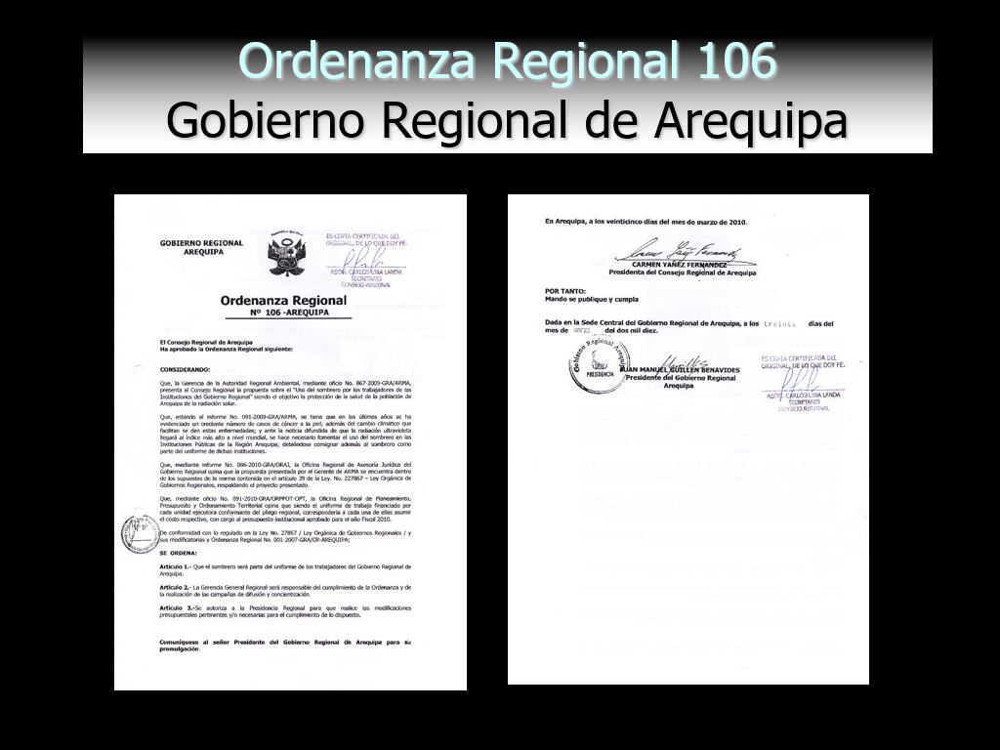 Ordenanza Regional 106
Gobierno Regional de Arequipa
GOBIERNO REGIONAL
AREQUIPA
ES COPIA CERTIFICADA DEL
ORIGINAL, DE LO QUE DOY FE.
ABOG. CARLOS LIRA LANDA
SECRETARIO
CONSEJO REGIONAL
Ordenanza Regional
Nº 106 -AREQUIPA
El Consejo Regional de Arequipa
Ha aprobado la Ordenanza Regional siguiente:
CONSIDERANDO:
Que, la Gerencia de la Autoridad Regional Ambiental, mediante oficio No. 867-2009-GRA/ARMA,
presenta al Consejo Regional la propuesta sobre el "Uso del sombrero por los trabajadores de las
Instituciones del Gobierno Regional" siendo el objetivo la protección de la salud de la población de
Arequipa de la radiación solar.
Que, estando al informe No. 091-2009-GRA/ARMA, se tiene que en los últimos años se ha
evidenciado un creciente número de casos de cáncer a la piel; además del cambio climático que
facilitan se den estas enfermedades; y ante la noticia difundida de que la radiación ultravioleta
llegará al índice más alto a nivel mundial, se hace necesario fomentar el uso del sombrero en las
Instituciones Públicas de la Región Arequipa; debiéndose consignar además al sombrero como
parte del uniforme de dichas instituciones.
Que, mediante informe No. 086-2010-GRA/ORAJ, la Oficina Regional de Asesoría Jurídica del
Gobierno Regional opina que la propuesta presentada por el Gerente de ARMA se encuentra dentro
de los supuestos de la norma contenida en el artículo 39 de la Ley. No. 227867 – Ley Orgánica de
Gobiernos Regionales, respaldando el proyecto presentado.
Que, mediante oficio No. 091-2010-GRA/ORPPOT-OPT, la Oficina Regional de Planeamiento,
Presupuesto y Ordenamiento Territorial opina que siendo el uniforme de trabajo financiado por
cada unidad ejecutora conformante del pliego regional, correspondería a cada una de ellas asumir
el costo respectivo, con cargo al presupuesto institucional aprobado para el año Fiscal 2010.
De conformidad con lo regulado en la Ley No. 27867 / Ley Orgánica de Gobiernos Regionales / y
sus modificatorias y Ordenanza Regional No. 001-2007-GRA/CR-AREQUIPA;
SE ORDENA:
Artículo 1.- Que el sombrero será parte del uniforme de los trabajadores del Gobierno Regional de
Arequipa.
Artículo 2.- La Gerencia General Regional será responsable del cumplimiento de la Ordenanza y de
la realización de las campañas de difusión y concientización.
Artículo 3.-Se autoriza a la Presidencia Regional para que realice las modificaciones
presupuestales pertinentes y/o necesarias para el cumplimiento de lo dispuesto.
Comuníquese al señor Presidente del Gobierno Regional de Arequipa para su
promulgación.
En Arequipa, a los veinticinco días del mes de marzo de 2010.
CARMEN YAÑEZ FERNANDEZ
Presidenta del Consejo Regional de Arequipa
POR TANTO:
Mando se publique y cumpla
Dada en la Sede Central del Gobierno Regional de Arequipa, a los treinta días del
mes de marzo del dos mil diez.
Gobierno Regional Arequipa
PRESIDENCIA
JUAN MANUEL GUILLEN BENAVIDES
Presidente del Gobierno Regional
Arequipa
ES COPIA CERTIFICADA DEL
ORIGINAL, DE LO QUE DOY FE.
ABOG. CARLOS LIRA LANDA
SECRETARIO
CONSEJO REGIONAL